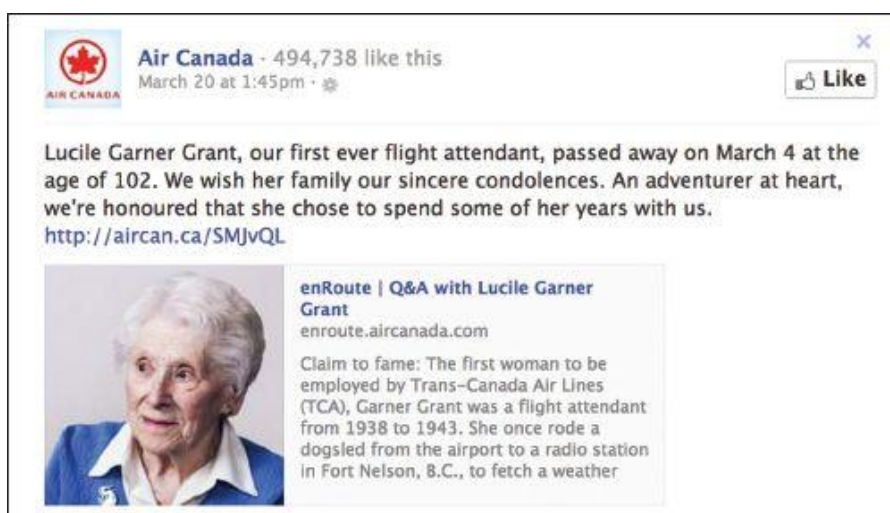 Air Canada · 494,738 like this
March 20 at 1:45pm ·
Like
AIR CANADA
Lucile Garner Grant, our first ever flight attendant, passed away on March 4 at the
age of 102. We wish her family our sincere condolences. An adventurer at heart,
we're honoured that she chose to spend some of her years with us.
http://aircan.ca/SMJvQL
enRoute | Q&A with Lucile Garner
Grant
enroute.aircanada.com
Claim to fame: The first woman to be
employed by Trans-Canada Air Lines
(TCA), Garner Grant was a flight attendant
from 1938 to 1943. She once rode a
dogsled from the airport to a radio station
in Fort Nelson, B.C., to fetch a weather